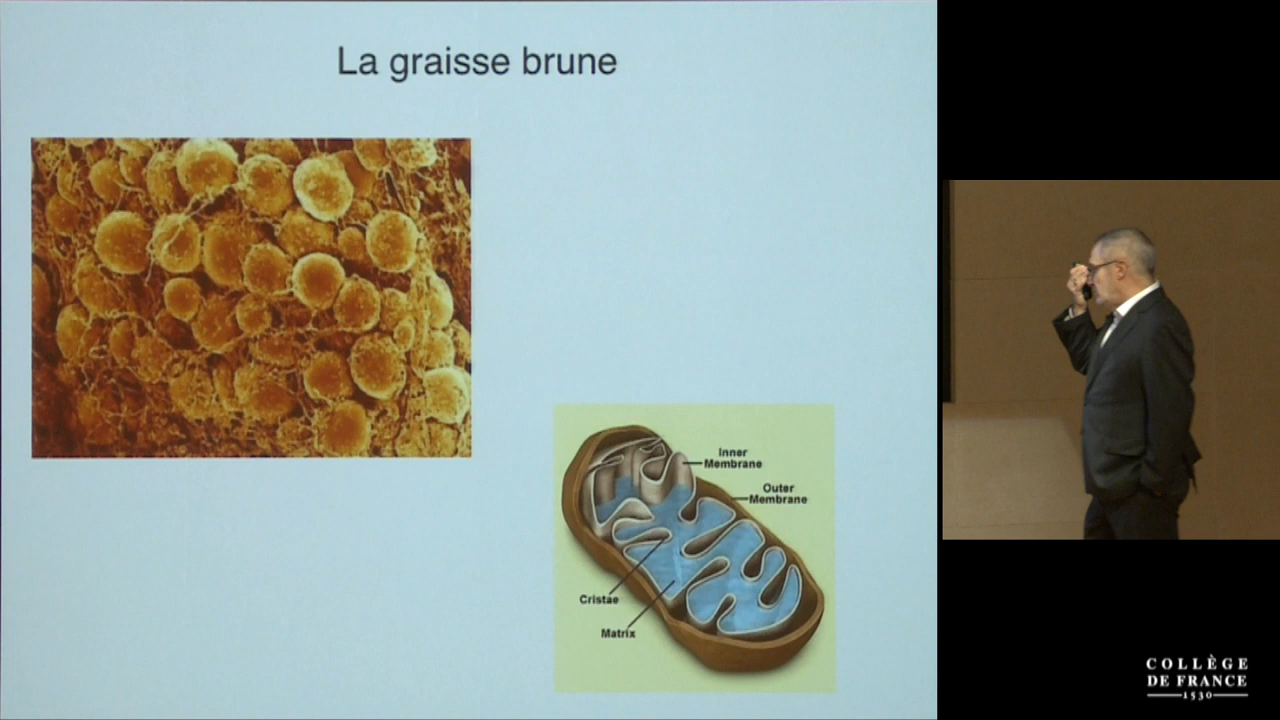 La graisse brune
Inner
Membrane
Outer
Membrane
Cristae
Matrix
COLLÈGE
DE FRANCE
1530